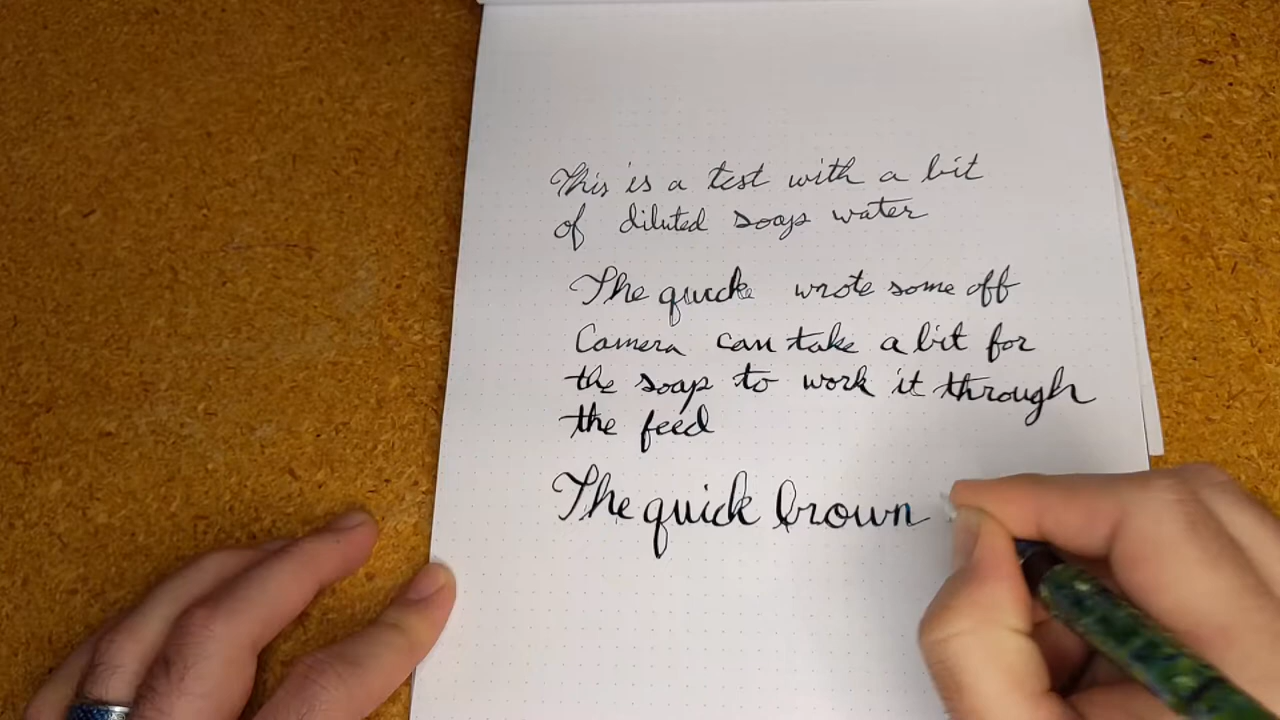 This is a test with a bit
of diluted soap water
The quick wrote some off
Camera can take a bit for
the soap to work it through
the feed
The quick brown